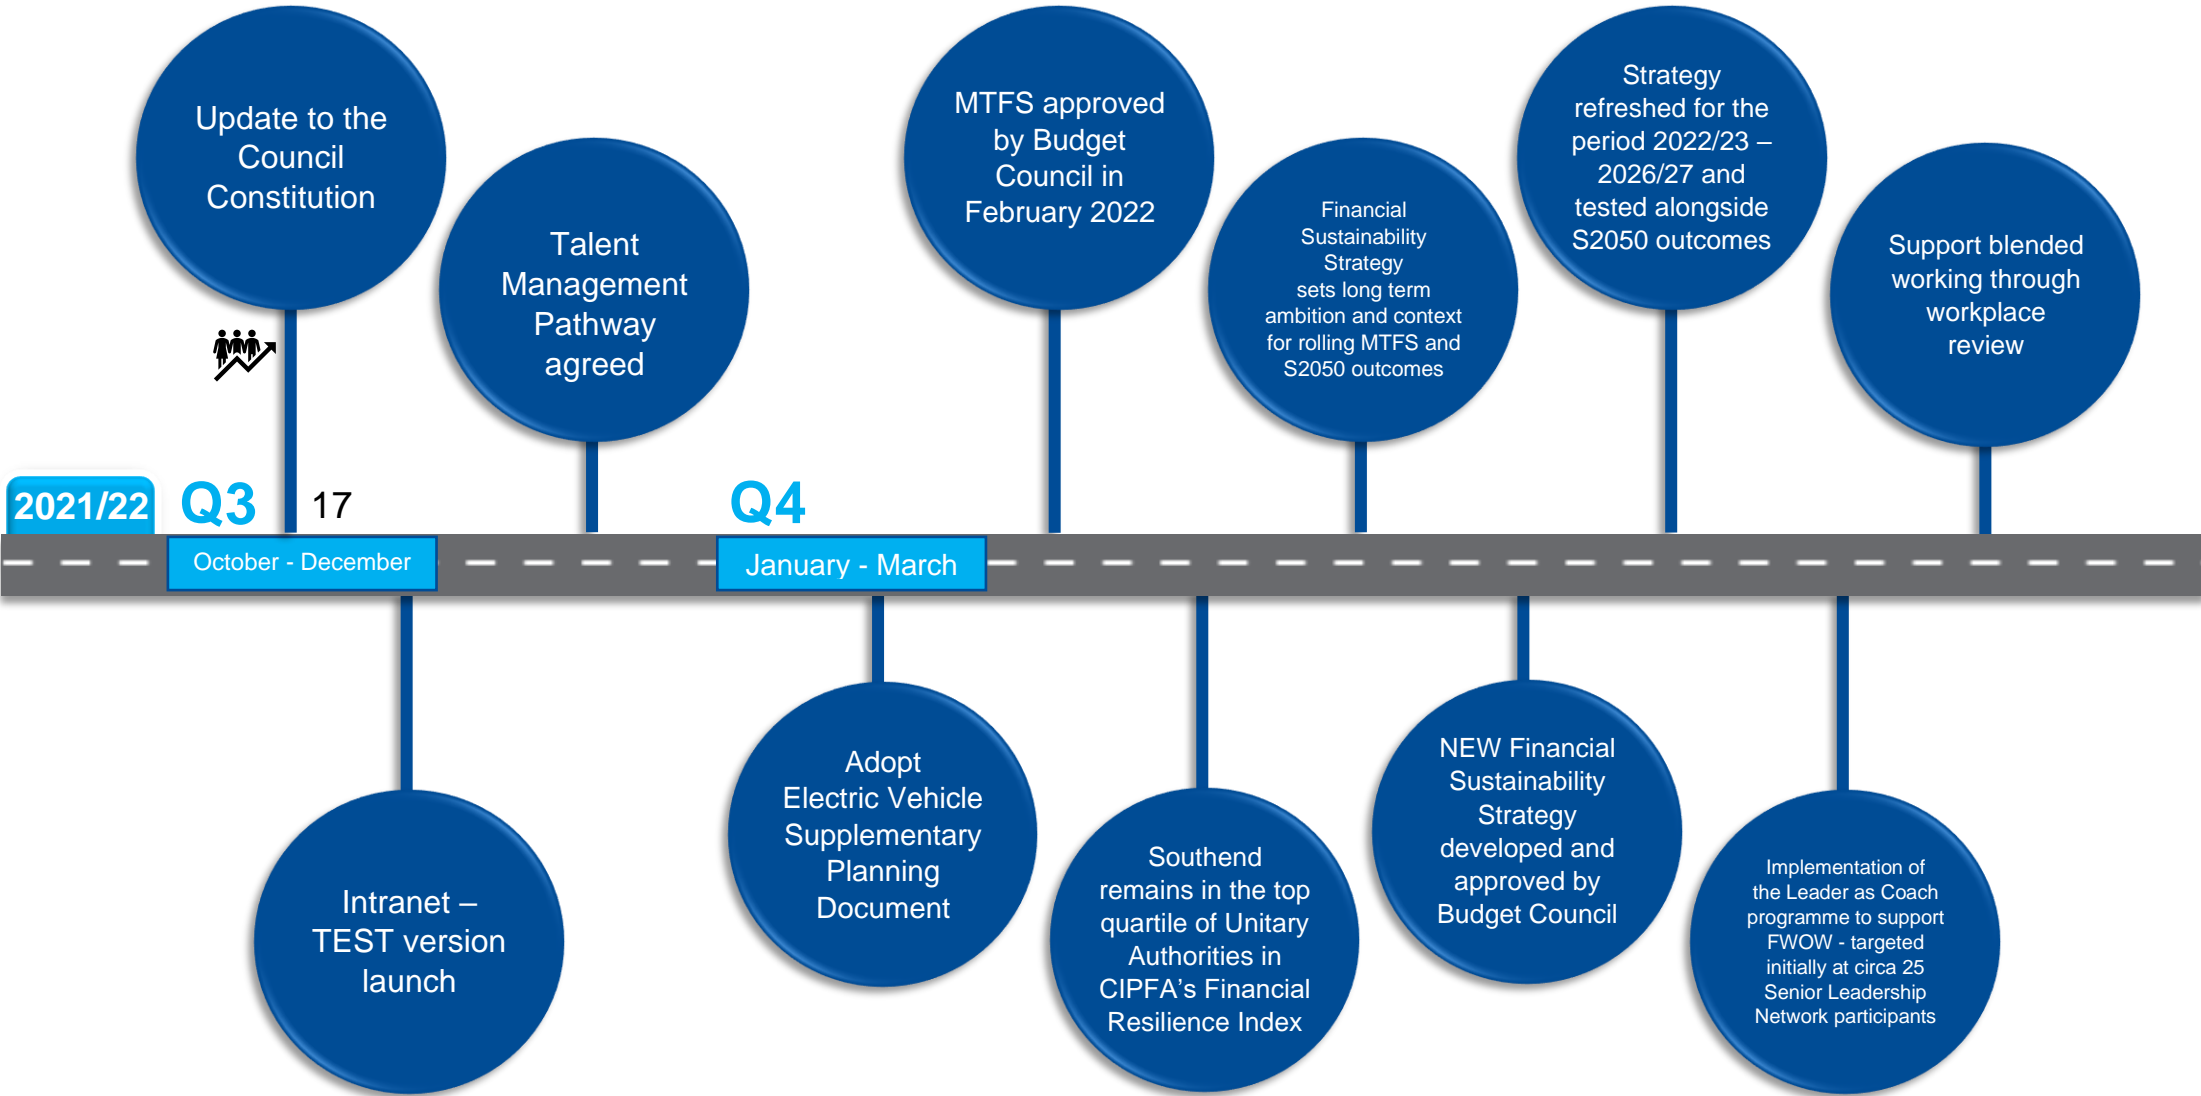 Update to the
Council
Constitution
Talent
Management
Pathway
agreed
MTFS approved
by Budget
Council in
February 2022
Financial
Sustainability
Strategy
sets long term
ambition and context
for rolling MTFS and
S2050 outcomes
Strategy
refreshed for the
period 2022/23 –
2026/27 and
tested alongside
S2050 outcomes
Support blended
working through
workplace
review
2021/22
Q3
17
Q4
October - December
January - March
Intranet –
TEST version
launch
Adopt
Electric Vehicle
Supplementary
Planning
Document
Southend
remains in the top
quartile of Unitary
Authorities in
CIPFA’s Financial
Resilience Index
NEW Financial
Sustainability
Strategy
developed and
approved by
Budget Council
Implementation of
the Leader as Coach
programme to support
FWOW - targeted
initially at circa 25
Senior Leadership
Network participants